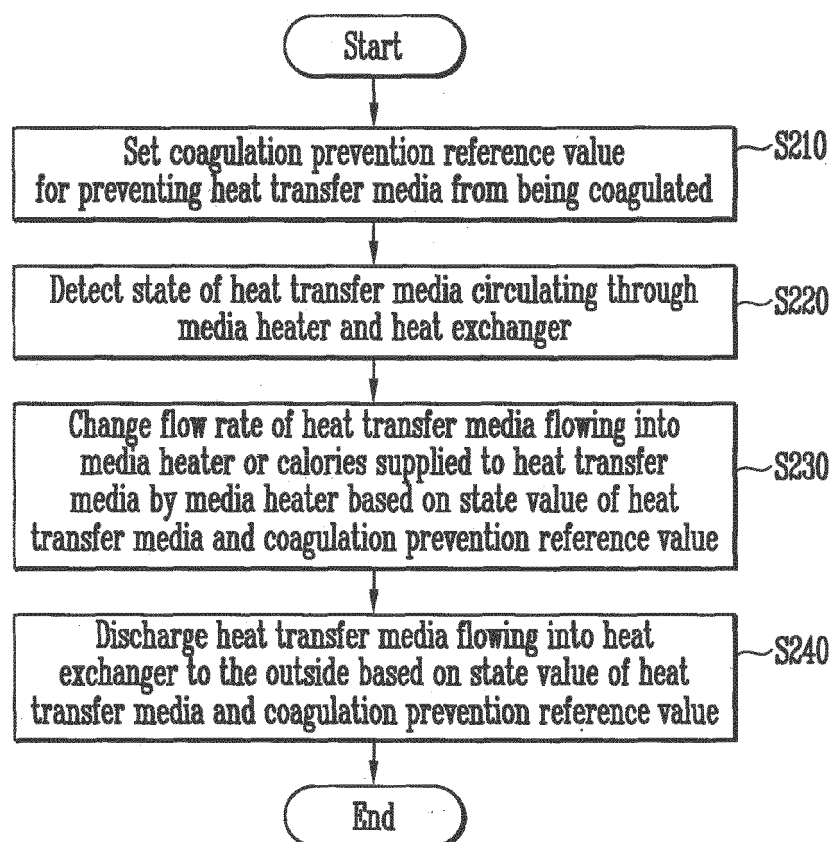 Start
Set coagulation prevention reference value
for preventing heat transfer media from being coagulated
S210
Detect state of heat transfer media circulating through
media heater and heat exchanger
S220
Change flow rate of heat transfer media flowing into
media heater or calories supplied to heat transfer
media by media heater based on state value of heat
transfer media and coagulation prevention reference value
S230
Discharge heat transfer media flowing into heat
exchanger to the outside based on state value of heat
transfer media and coagulation prevention reference value
S240
End